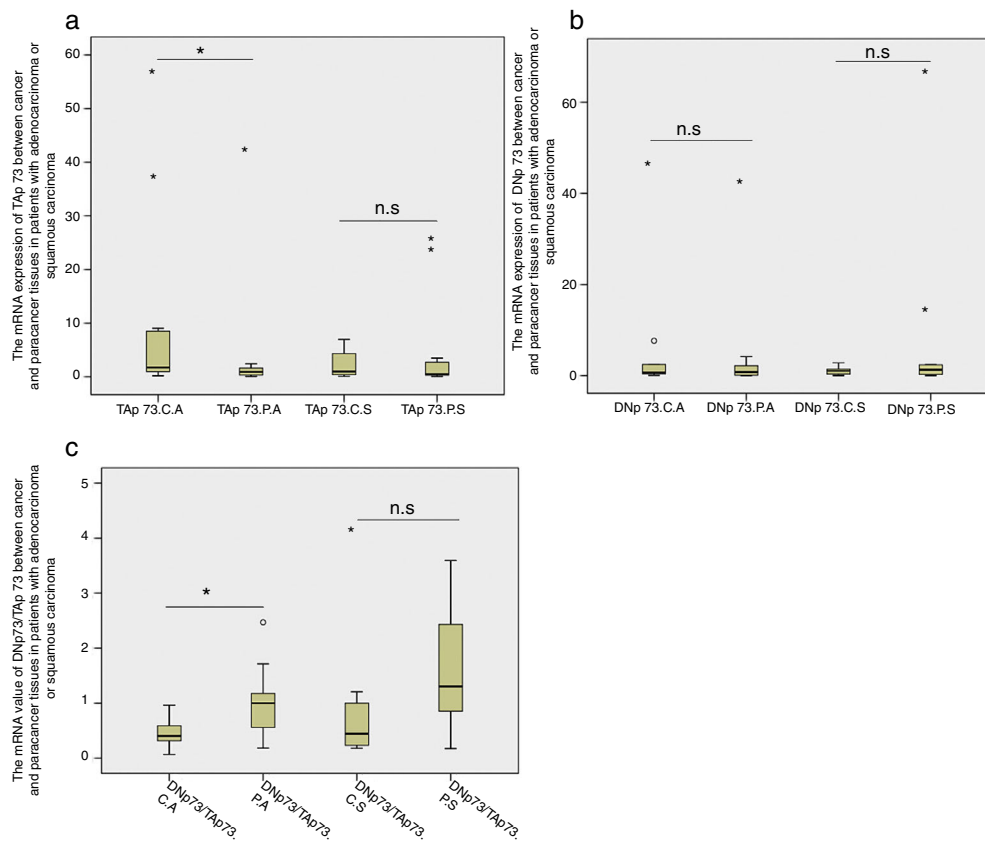 a
The mRNA expression of TAp 73 between cancer
and paracancer tissues in patients with adenocarcinoma or
squamous carcinoma
60
50
40
30
20
10
0
*
*
*
*
n.s
*
*
TAp 73.C.A
TAp 73.P.A
TAp 73.C.S
TAp 73.P.S
b
The mRNA expression of DNp 73 between cancer
and paracancer tissues in patients with adenocarcinoma or
squamous carcinoma
60
40
20
0
n.s
*
*
n.s
*
*
DNp 73.C.A
DNp 73.P.A
DNp 73.C.S
DNp 73.P.S
c
The mRNA value of DNp73/TAp 73 between cancer
and paracancer tissues in patients with adenocarcinoma
or squamous carcinoma
5
4
3
2
1
0
*
*
n.s
DNp73/TAp73.
C.A
DNp73/TAp73.
P.A
DNp73/TAp73.
C.S
DNp73/TAp73.
P.S